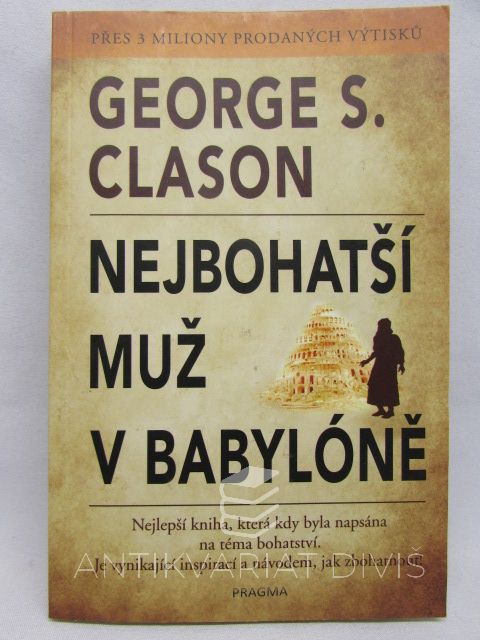 PŘES 3 MILIONY PRODANÝCH VÝTISKŮ
GEORGE S.
CLASON
NEJBOHATŠÍ
MUŽ
V BABYLÓNĚ
Nejlepší kniha, která kdy byla napsána
na téma bohatství.
ANTIKVARIÁT DIVIŠ
Je vynikající inspirací a návodem, jak zbohatnout!
PRAGMA